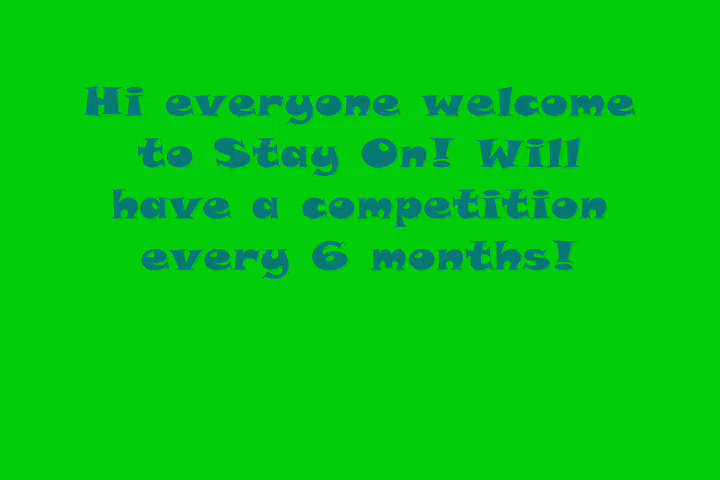 Hi everyone welcome
to Stay On! Will
have a competition
every 6 months!